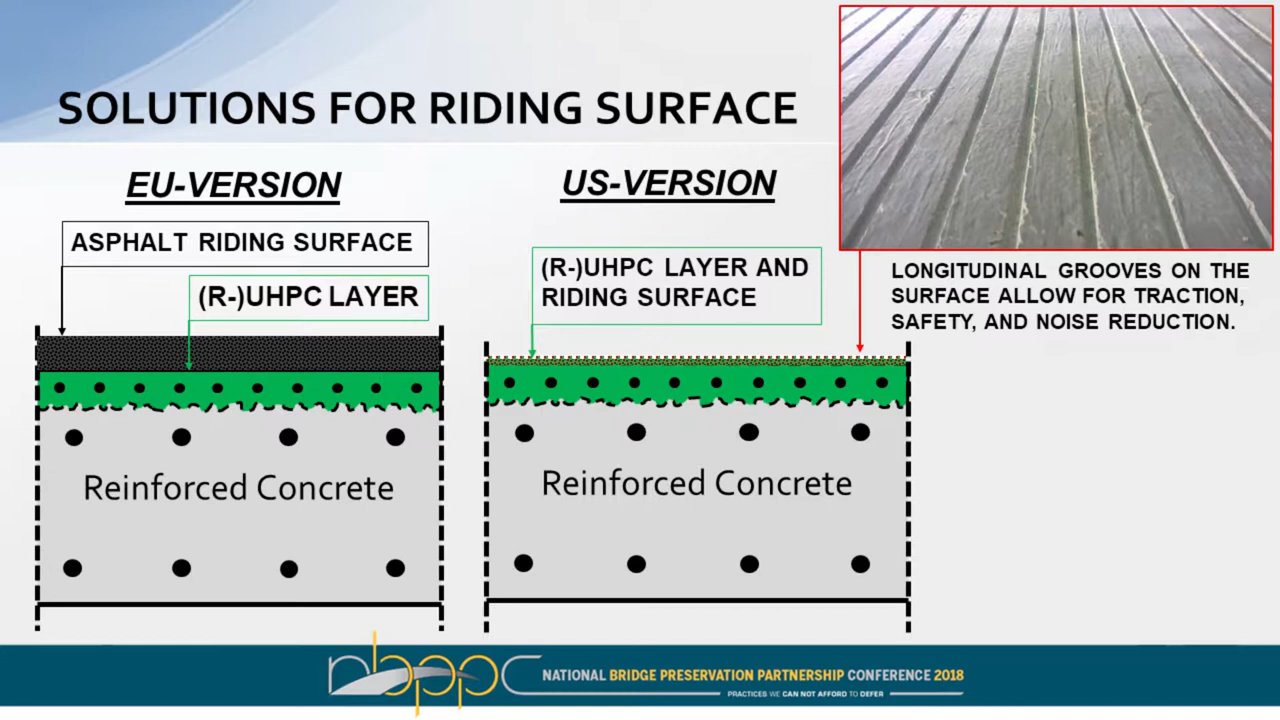 SOLUTIONS FOR RIDING SURFACE
EU-VERSION
ASPHALT RIDING SURFACE
(R-)UHPC LAYER
Reinforced Concrete
US-VERSION
(R-)UHPC LAYER AND
RIDING SURFACE
Reinforced Concrete
LONGITUDINAL GROOVES ON THE
SURFACE ALLOW FOR TRACTION,
SAFETY, AND NOISE REDUCTION.
nbppc
NATIONAL BRIDGE PRESERVATION PARTNERSHIP CONFERENCE 2018
PRACTICES WE CAN NOT AFFORD TO DEFER